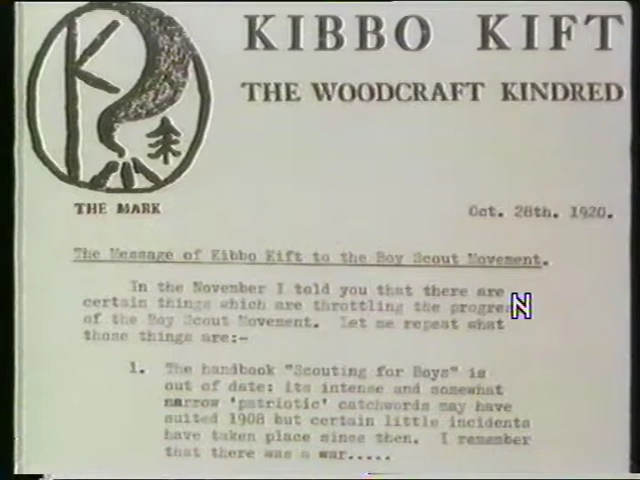 KIBBO KIFT
THE WOODCRAFT KINDRED
THE MARK
Oct. 28th. 1920.
The Message of Kibbo Kift to the Boy Scout Movement.
In the November I told you that there are
certain things which are throttling the progre
N
of the Boy Scout Movement. Let me repeat what
those things are:-
1. The handbook "Scouting for Boys" is
out of date: its intense and somewhat
narrow 'patriotic' catchwords may have
suited 1908 but certain little incidents
have taken place since then. I remember
that there was a war.....